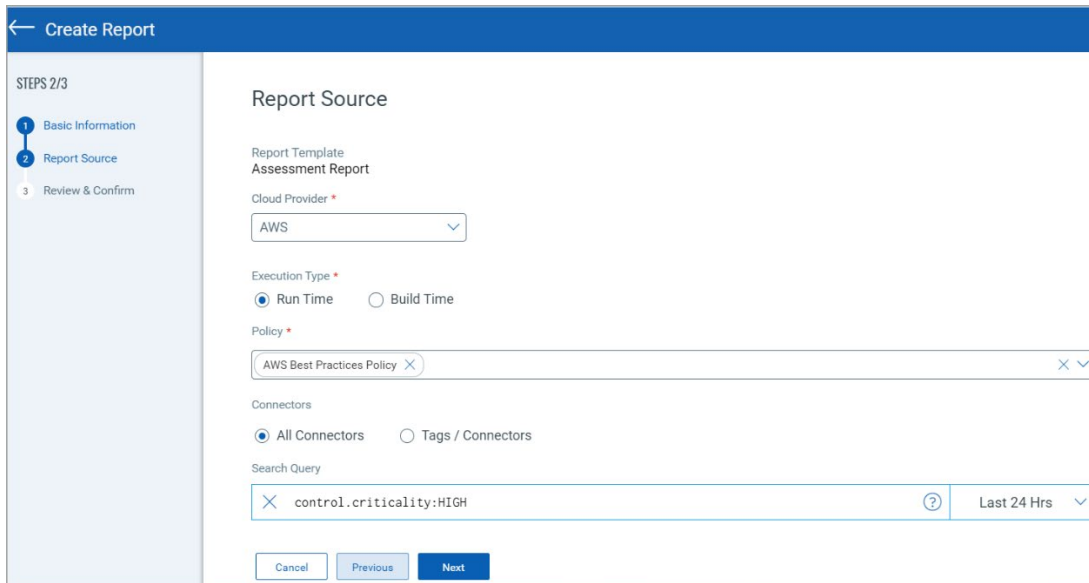 Create Report
STEPS 2/3
1 Basic Information
2 Report Source
3 Review & Confirm
Report Source
Report Template
Assessment Report
Cloud Provider *
AWS
Execution Type *
Run Time Build Time
Policy *
AWS Best Practices Policy
Connectors
All Connectors Tags / Connectors
Search Query
control.criticality:HIGH ? Last 24 Hrs
Cancel Previous Next